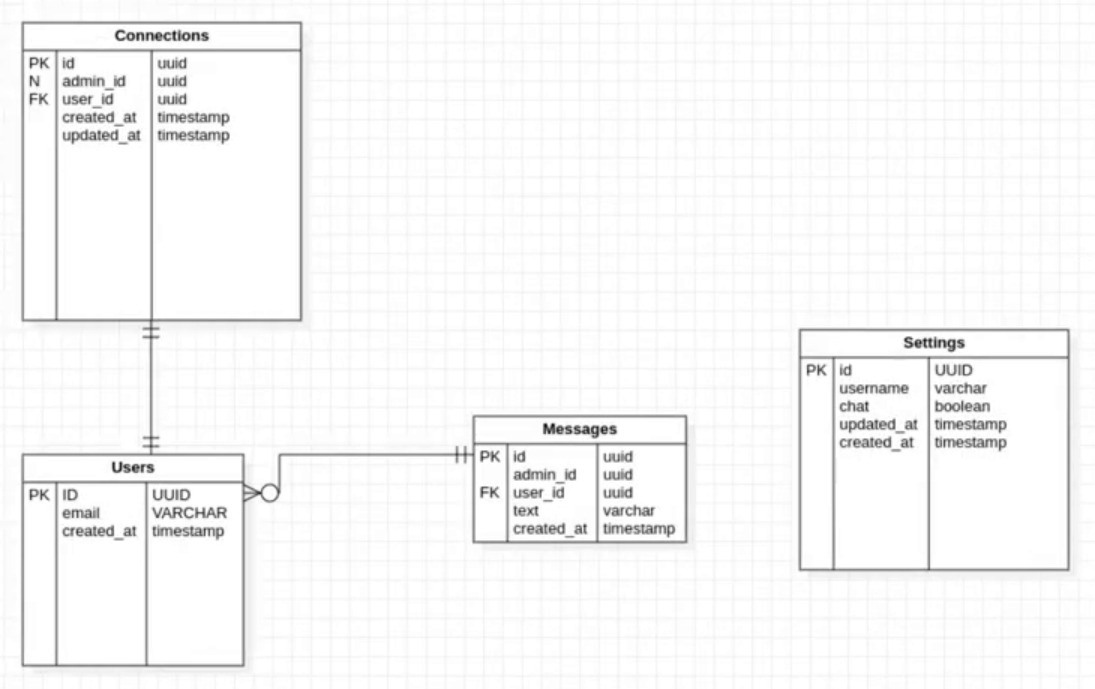 Connections
PK id uuid
N admin_id uuid
FK user_id uuid
created_at timestamp
updated_at timestamp
Users
PK ID UUID
email VARCHAR
created_at timestamp
Messages
PK id uuid
admin_id uuid
FK user_id uuid
text varchar
created_at timestamp
Settings
PK id UUID
username varchar
chat boolean
updated_at timestamp
created_at timestamp